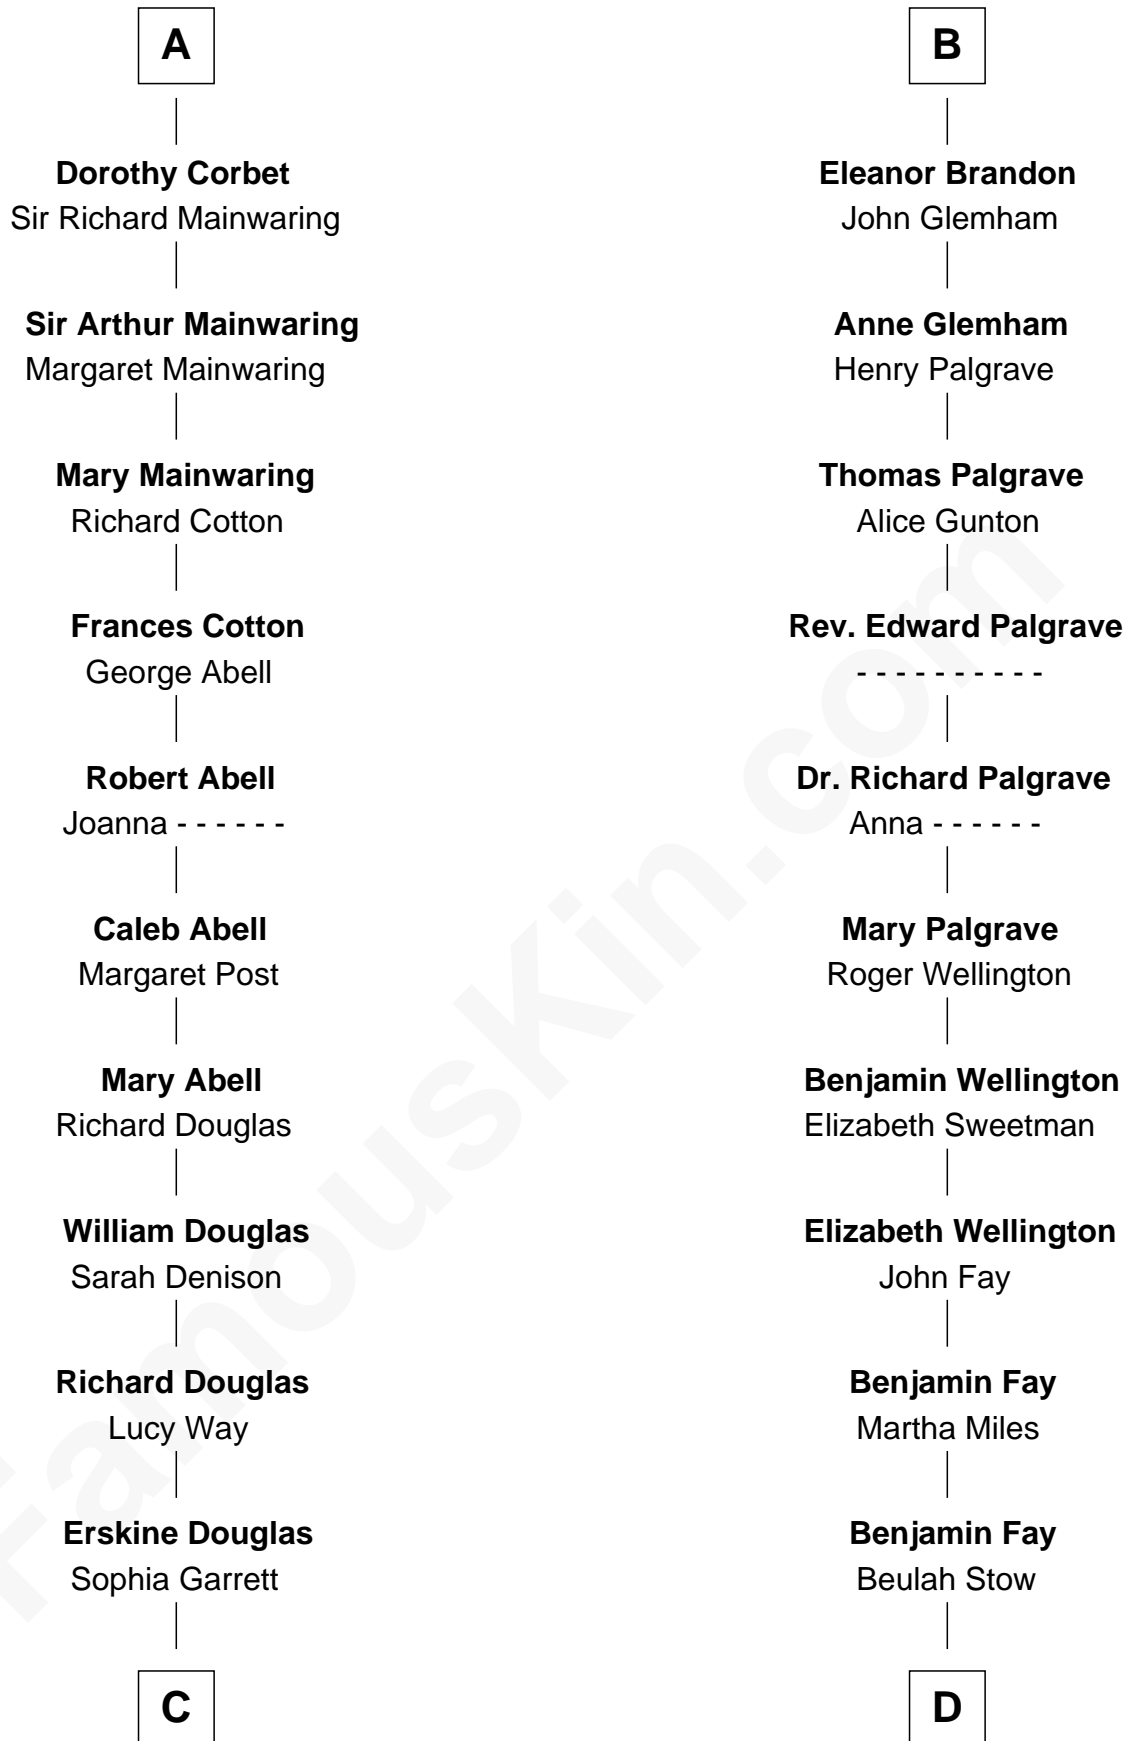 A
Dorothy Corbet
Sir Richard Mainwaring
Sir Arthur Mainwaring
Margaret Mainwaring
Mary Mainwaring
Richard Cotton
Frances Cotton
George Abell
Robert Abell
Joanna - - - - - -
Caleb Abell
Margaret Post
Mary Abell
Richard Douglas
William Douglas
Sarah Denison
Richard Douglas
Lucy Way
Erskine Douglas
Sophia Garrett
C
B
Eleanor Brandon
John Glemham
Anne Glemham
Henry Palgrave
Thomas Palgrave
Alice Gunton
Rev. Edward Palgrave
- - - - - - - - - -
Dr. Richard Palgrave
Anna - - - - - -
Mary Palgrave
Roger Wellington
Benjamin Wellington
Elizabeth Sweetman
Elizabeth Wellington
John Fay
Benjamin Fay
Martha Miles
Benjamin Fay
Beulah Stow
D
FamousKin.com